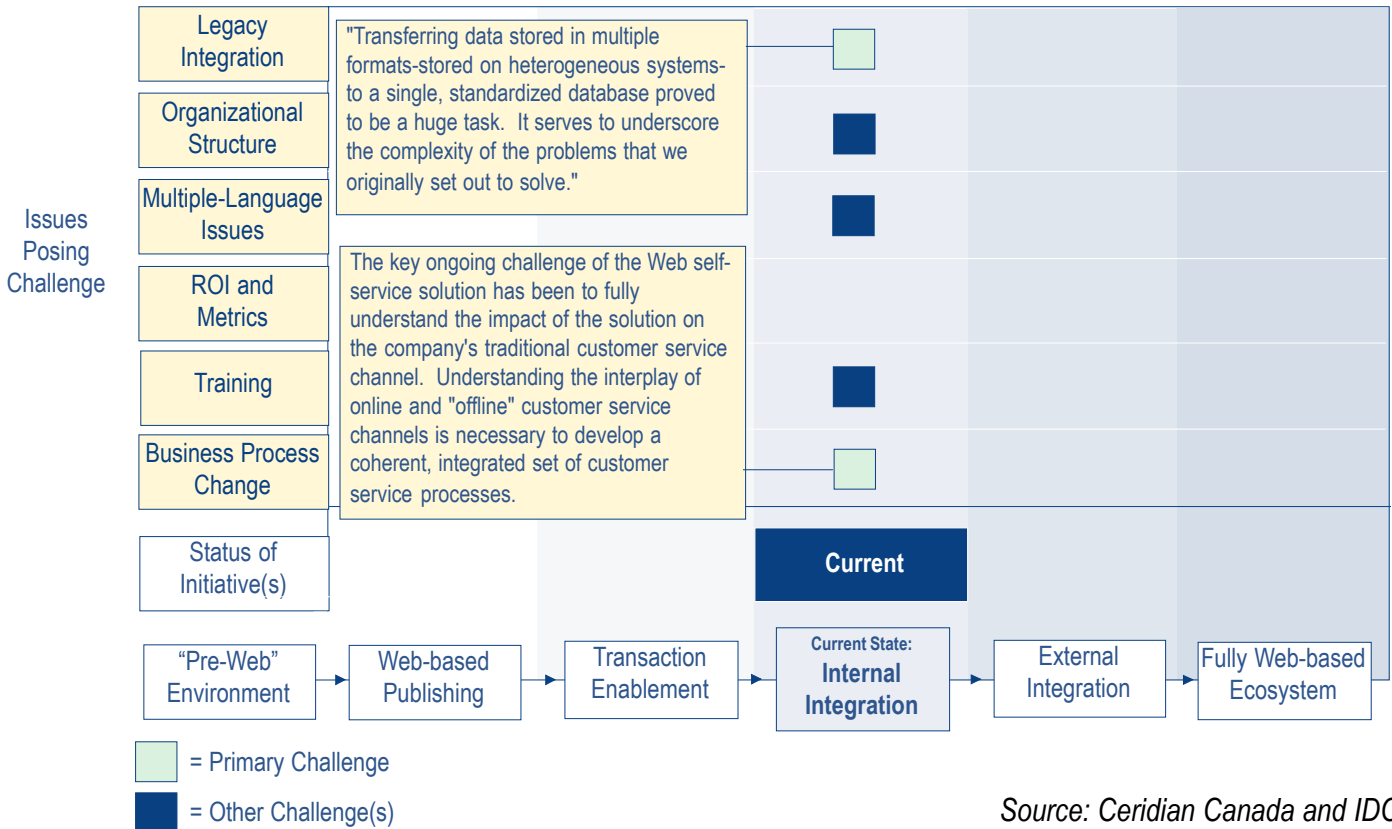 Legacy
Integration
"Transferring data stored in multiple
formats-stored on heterogeneous systems-
to a single, standardized database proved
to be a huge task. It serves to underscore
the complexity of the problems that we
originally set out to solve."
Organizational
Structure
Multiple-Language
Issues
Issues
Posing
Challenge
ROI and
Metrics
The key ongoing challenge of the Web self-
service solution has been to fully
understand the impact of the solution on
the company's traditional customer service
channel. Understanding the interplay of
online and "offline" customer service
channels is necessary to develop a
coherent, integrated set of customer
service processes.
Training
Business Process
Change
Status of
Initiative(s)
Current
“Pre-Web”
Environment
Web-based
Publishing
Transaction
Enablement
Current State:
Internal
Integration
External
Integration
Fully Web-based
Ecosystem
= Primary Challenge
= Other Challenge(s)
Source: Ceridian Canada and IDC